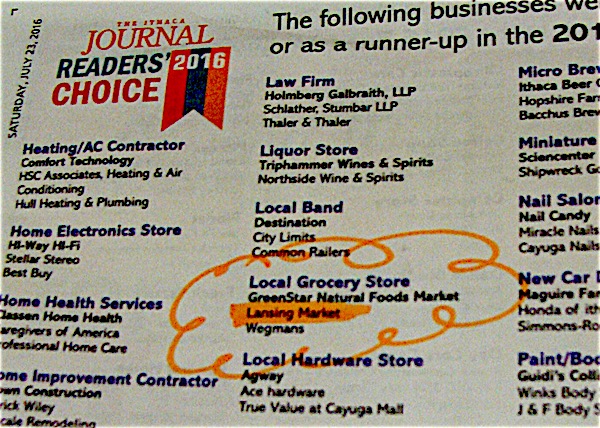 SATURDAY, JULY 23, 2016
THE ITHACA
JOURNAL
READERS' 2016
CHOICE
Heating/AC Contractor
Comfort Technology
HSC Associates, Heating & Air
Conditioning
Hull Heating & Plumbing
Home Electronics Store
Hi-Way Hi-Fi
Stellar Stereo
Best Buy
Home Health Services
Classen Home Health
aregivers of America
rofessional Home Care
ome Improvement Contractor
wn Construction
rick Wiley
cale Remodeling
The following businesses we
or as a runner-up in the 201
Law Firm
Holmberg Galbraith, LLP
Schlather, Stumbar LLP
Thaler & Thaler
Liquor Store
Triphammer Wines & Spirits
Northside Wine & Spirits
Local Band
Destination
City Limits
Common Railers
Local Grocery Store
GreenStar Natural Foods Market
Lansing Market
Wegmans
Local Hardware Store
Agway
Ace hardware
True Value at Cayuga Mall
Micro Brew
Ithaca Beer C
Hopshire Far
Bacchus Brew
Miniature
Sciencenter
Shipwreck Go
Nail Salon
Nail Candy
Miracle Nails
Cayuga Nails
New Car D
Maguire Fam
Honda of ith
Simmons-Ro
Paint/Bod
Guidi's Colli
Winks Body
J & F Body S